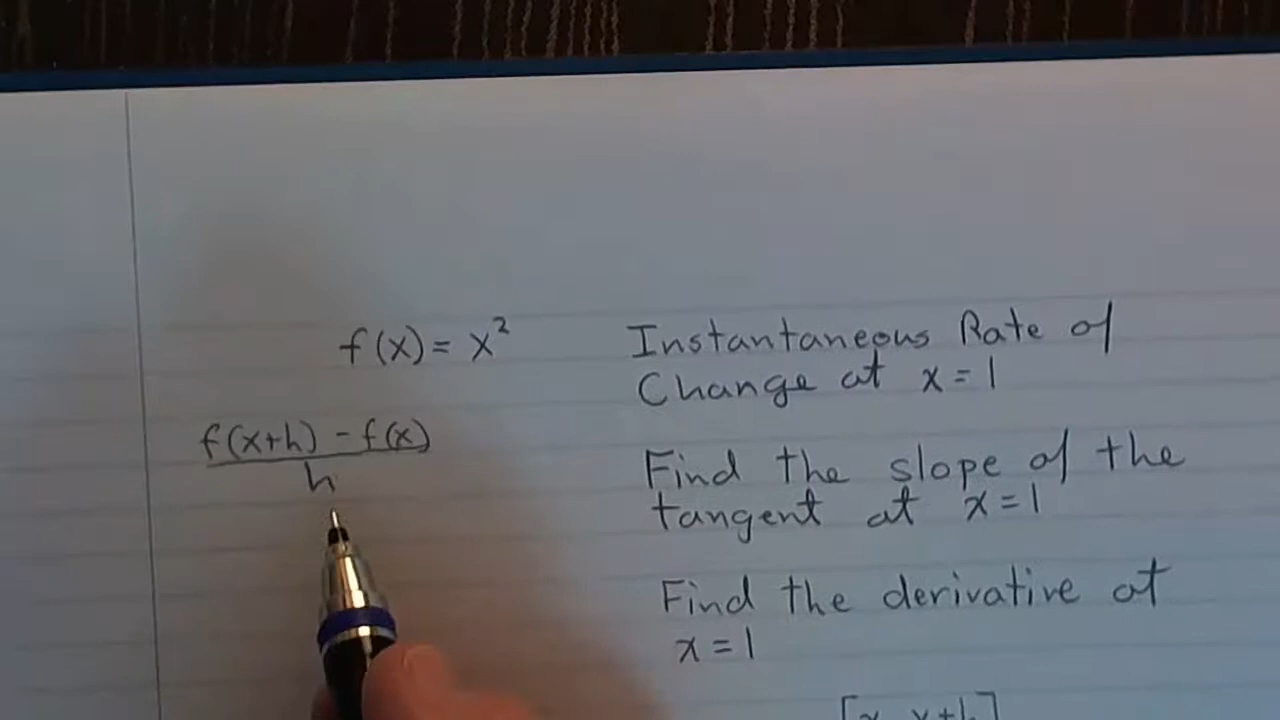 f(x) = x²
Instantaneous Rate of
Change at x = 1
f(x+h) - f(x)
h
Find the slope of the
tangent at x = 1
Find the derivative at
x = 1
[x, x+h]